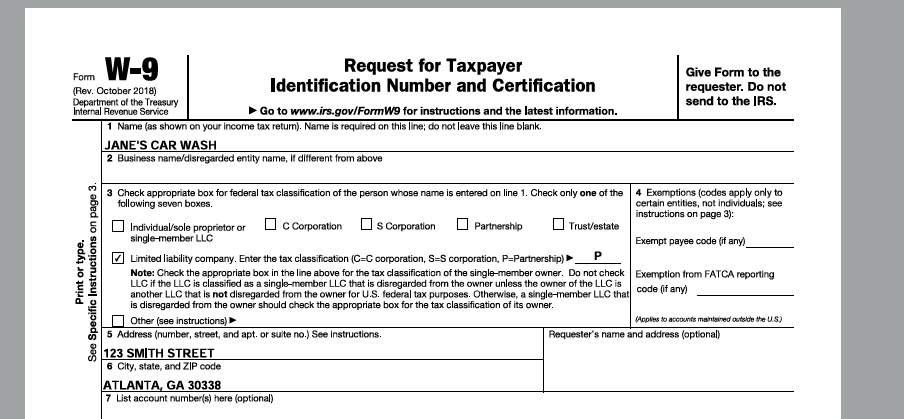 Form W-9
(Rev. October 2018)
Department of the Treasury
Internal Revenue Service
Request for Taxpayer
Identification Number and Certification
► Go to www.irs.gov/FormW9 for instructions and the latest information.
Give Form to the
requester. Do not
send to the IRS.
Print or type.
See Specific Instructions on page 3.
1 Name (as shown on your income tax return). Name is required on this line; do not leave this line blank.
JANE'S CAR WASH
2 Business name/disregarded entity name, if different from above
3 Check appropriate box for federal tax classification of the person whose name is entered on line 1. Check only one of the
following seven boxes.
Individual/sole proprietor or
single-member LLC
C Corporation
S Corporation
Partnership
Trust/estate
✓ Limited liability company. Enter the tax classification (C=C corporation, S=S corporation, P=Partnership) ► P
Note: Check the appropriate box in the line above for the tax classification of the single-member owner. Do not check
LLC if the LLC is classified as a single-member LLC that is disregarded from the owner unless the owner of the LLC is
another LLC that is not disregarded from the owner for U.S. federal tax purposes. Otherwise, a single-member LLC that
is disregarded from the owner should check the appropriate box for the tax classification of its owner.
Other (see instructions) ►
4 Exemptions (codes apply only to
certain entities, not individuals; see
instructions on page 3):
Exempt payee code (if any)
Exemption from FATCA reporting
code (if any)
(Applies to accounts maintained outside the U.S.)
5 Address (number, street, and apt. or suite no.) See instructions.
123 SMITH STREET
6 City, state, and ZIP code
ATLANTA, GA 30338
Requester's name and address (optional)
7 List account number(s) here (optional)